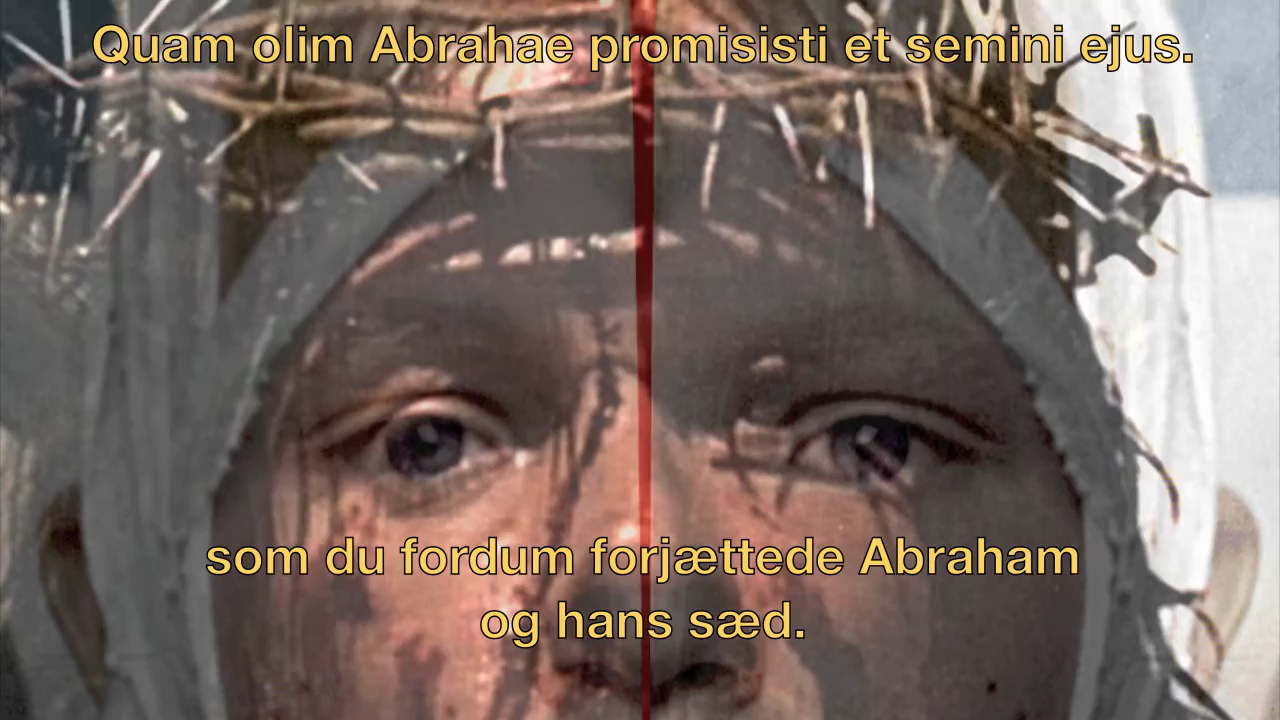 Quam olim Abrahae promisisti et semini ejus.
som du fordum forjættede Abraham
og hans sæd.